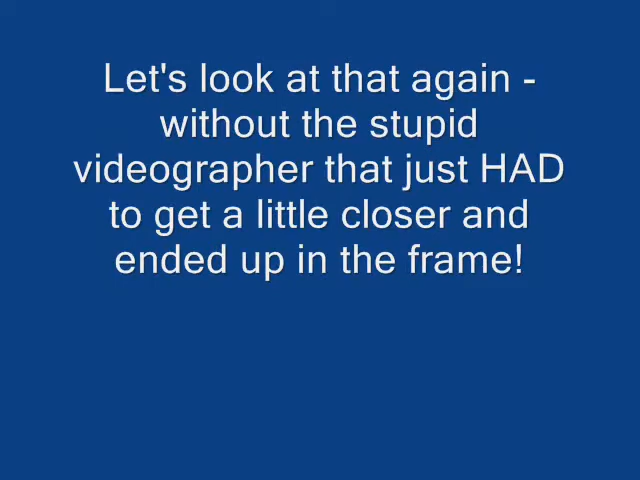 Let's look at that again -
without the stupid
videographer that just HAD
to get a little closer and
ended up in the frame!